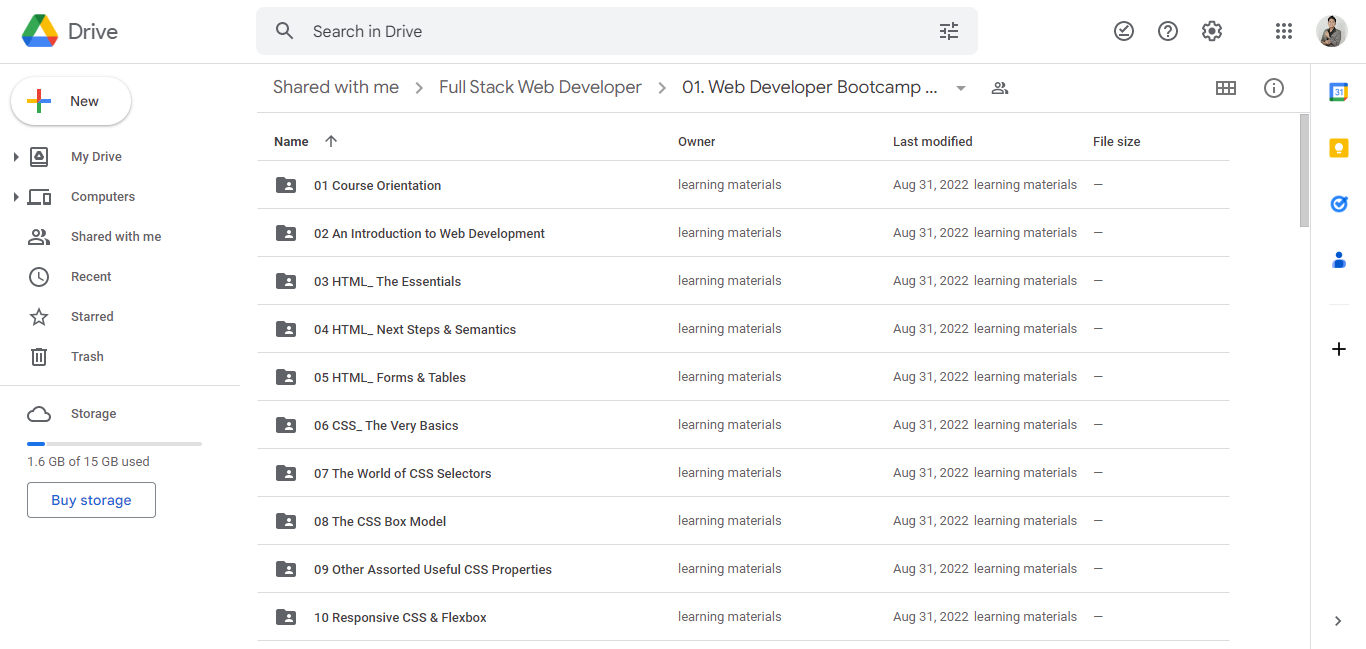 Drive
Search in Drive
New
My Drive
Computers
Shared with me
Recent
Starred
Trash
Storage
1.6 GB of 15 GB used
Buy storage
Shared with me Full Stack Web Developer 01. Web Developer Bootcamp ...
Name Owner Last modified File size
01 Course Orientation learning materials Aug 31, 2022 learning materials —
02 An Introduction to Web Development learning materials Aug 31, 2022 learning materials —
03 HTML_ The Essentials learning materials Aug 31, 2022 learning materials —
04 HTML_ Next Steps & Semantics learning materials Aug 31, 2022 learning materials —
05 HTML_ Forms & Tables learning materials Aug 31, 2022 learning materials —
06 CSS_ The Very Basics learning materials Aug 31, 2022 learning materials —
07 The World of CSS Selectors learning materials Aug 31, 2022 learning materials —
08 The CSS Box Model learning materials Aug 31, 2022 learning materials —
09 Other Assorted Useful CSS Properties learning materials Aug 31, 2022 learning materials —
10 Responsive CSS & Flexbox learning materials Aug 31, 2022 learning materials —
31